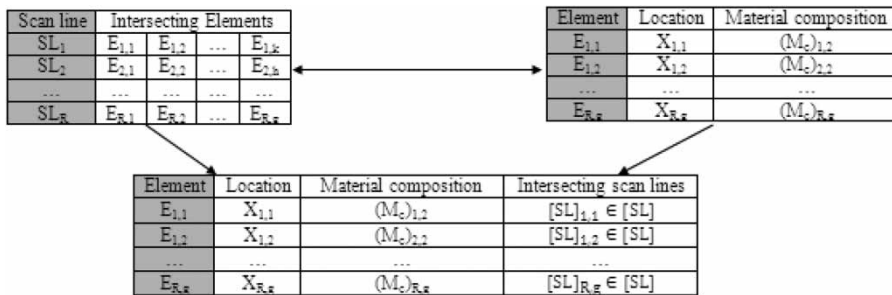 Scan line Intersecting Elements
SL1 E1,1 E1,2 ... E1,k
SL2 E2,1 E2,2 ... E2,h
... ... ... ... ...
SLR ER,1 ER,2 ... ER,g
Element Location Material composition
E1,1 X1,1 (Mc)1,2
E1,2 X1,2 (Mc)2,2
... ... ...
ER,g XR,g (Mc)R,g
Element Location Material composition Intersecting scan lines
E1,1 X1,1 (Mc)1,2 [SL]1,1 ∈ [SL]
E1,2 X1,2 (Mc)2,2 [SL]1,2 ∈ [SL]
... ... ... ...
ER,g XR,g (Mc)R,g [SL]R,g ∈ [SL]